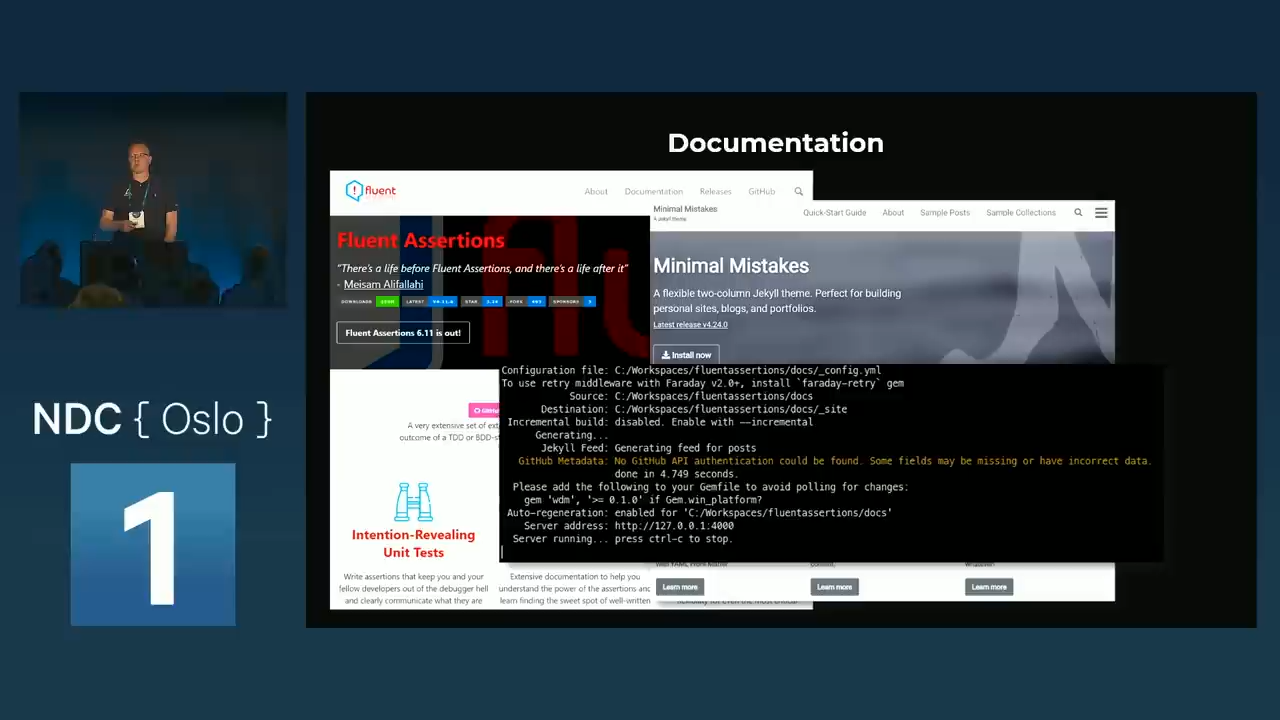 Documentation
fluent
About Documentation Releases GitHub
Minimal Mistakes
A Jekyll theme
Quick-Start Guide About Sample Posts Sample Collections
Fluent Assertions
“There’s a life before Fluent Assertions, and there’s a life after it”
- Meisam Alifallahi
DOWNLOADS LATEST STAR FORK SPONSORS
Fluent Assertions 6.11 is out!
Minimal Mistakes
A flexible two-column Jekyll theme. Perfect for building
personal sites, blogs, and portfolios.
Latest release v4.24.0
Install now
Configuration file: C:/Workspaces/fluentassertions/docs/_config.yml
To use retry middleware with Faraday v2.0+, install `faraday-retry` gem
Source: C:/Workspaces/fluentassertions/docs
Destination: C:/Workspaces/fluentassertions/docs/_site
Incremental build: disabled. Enable with --incremental
Generating...
Jekyll Feed: Generating feed for posts
GitHub Metadata: No GitHub API authentication could be found. Some fields may be missing or have incorrect data.
done in 4.749 seconds.
Please add the following to your Gemfile to avoid polling for changes:
gem 'wdm', '>= 0.1.0' if Gem.win_platform?
Auto-regeneration: enabled for 'C:/Workspaces/fluentassertions/docs'
Server address: http://127.0.0.1:4000
Server running... press ctrl-c to stop.
A very extensive set of
outcome of a TDD or BDD-st
Intention-Revealing
Unit Tests
Write assertions that keep you and your
fellow developers out of the debugger hell
and clearly communicate what they are
Extensive documentation to help you
understand the power of the assertions and
learn finding the sweet spot of well-written
Learn more Learn more Learn more
NDC { Oslo }
1